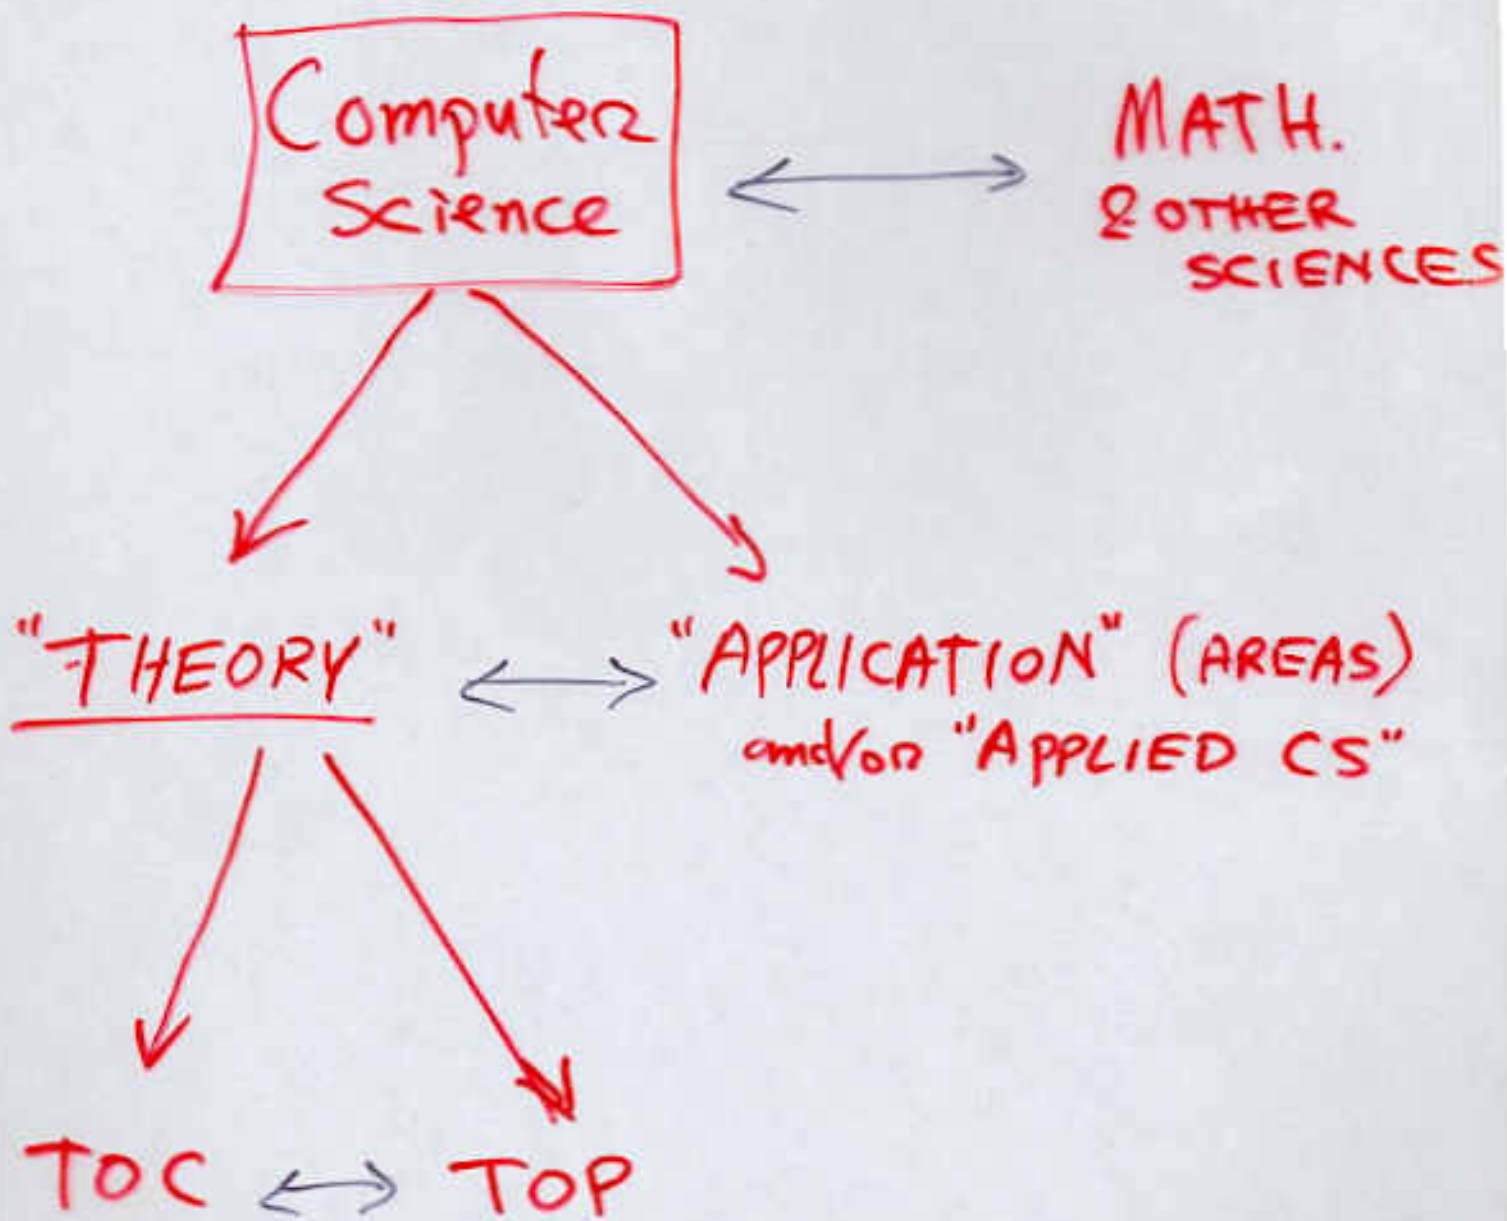 Computer
Science
MATH.
& OTHER
SCIENCES
"THEORY"
"APPLICATION" (AREAS)
and/or "APPLIED CS"
TOC
TOP